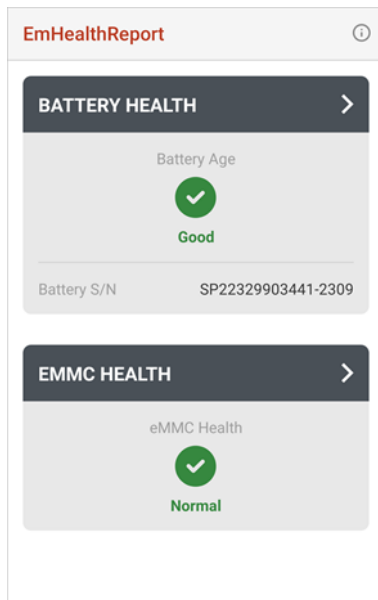 EmHealthReport
BATTERY HEALTH
Battery Age
Good
Battery S/N SP22329903441-2309
EMMC HEALTH
eMMC Health
Normal